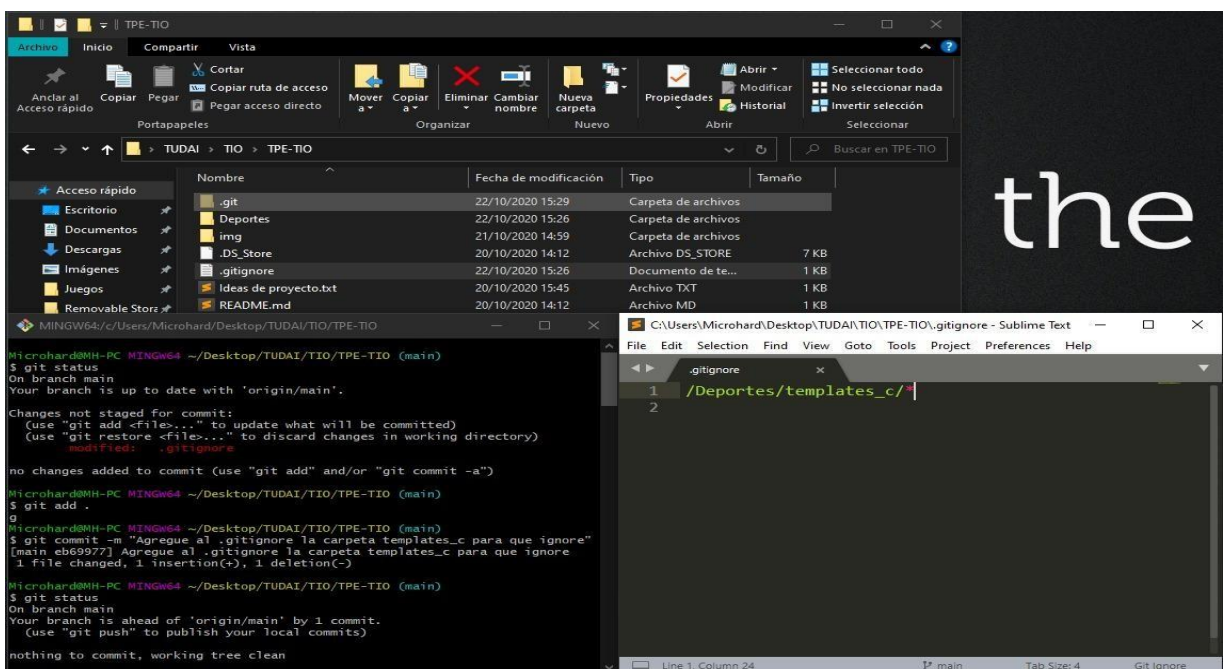 TPE-TIO
Archivo Inicio Compartir Vista
Anclar al Acceso rápido
Copiar
Pegar
Cortar
Copiar ruta de acceso
Pegar acceso directo
Mover a
Copiar a
Eliminar
Cambiar nombre
Nueva carpeta
Propiedades
Abrir
Modificar
Historial
Seleccionar todo
No seleccionar nada
Invertir selección
Portapapeles Organizar Nuevo Abrir Seleccionar
TUDAI > TIO > TPE-TIO
Buscar en TPE-TIO
Acceso rápido
Escritorio
Documentos
Descargas
Imágenes
Juegos
Removable Stora
Nombre Fecha de modificación Tipo Tamaño
.git 22/10/2020 15:29 Carpeta de archivos
Deportes 22/10/2020 15:26 Carpeta de archivos
img 21/10/2020 14:59 Carpeta de archivos
.DS_Store 20/10/2020 14:12 Archivo DS_STORE 7 KB
.gitignore 22/10/2020 15:26 Documento de te... 1 KB
Ideas de proyecto.txt 20/10/2020 15:45 Archivo TXT 1 KB
README.md 20/10/2020 14:12 Archivo MD 1 KB
the
MINGW64:/c/Users/Microhard/Desktop/TUDAI/TIO/TPE-TIO
Microhard@MH-PC MINGW64 ~/Desktop/TUDAI/TIO/TPE-TIO (main)
$ git status
On branch main
Your branch is up to date with 'origin/main'.
Changes not staged for commit:
(use "git add <file>..." to update what will be committed)
(use "git restore <file>..." to discard changes in working directory)
modified: .gitignore
no changes added to commit (use "git add" and/or "git commit -a")
Microhard@MH-PC MINGW64 ~/Desktop/TUDAI/TIO/TPE-TIO (main)
$ git add .
g
Microhard@MH-PC MINGW64 ~/Desktop/TUDAI/TIO/TPE-TIO (main)
$ git commit -m "Agregue al .gitignore la carpeta templates_c para que ignore"
[main eb69977] Agregue al .gitignore la carpeta templates_c para que ignore
1 file changed, 1 insertion(+), 1 deletion(-)
Microhard@MH-PC MINGW64 ~/Desktop/TUDAI/TIO/TPE-TIO (main)
$ git status
On branch main
Your branch is ahead of 'origin/main' by 1 commit.
(use "git push" to publish your local commits)
nothing to commit, working tree clean
C:\Users\Microhard\Desktop\TUDAI\TIO\TPE-TIO\.gitignore - Sublime Text
File Edit Selection Find View Goto Tools Project Preferences Help
.gitignore
1 /Deportes/templates_c/*
2
Line 1, Column 24 main Tab Size: 4 Git Ignore